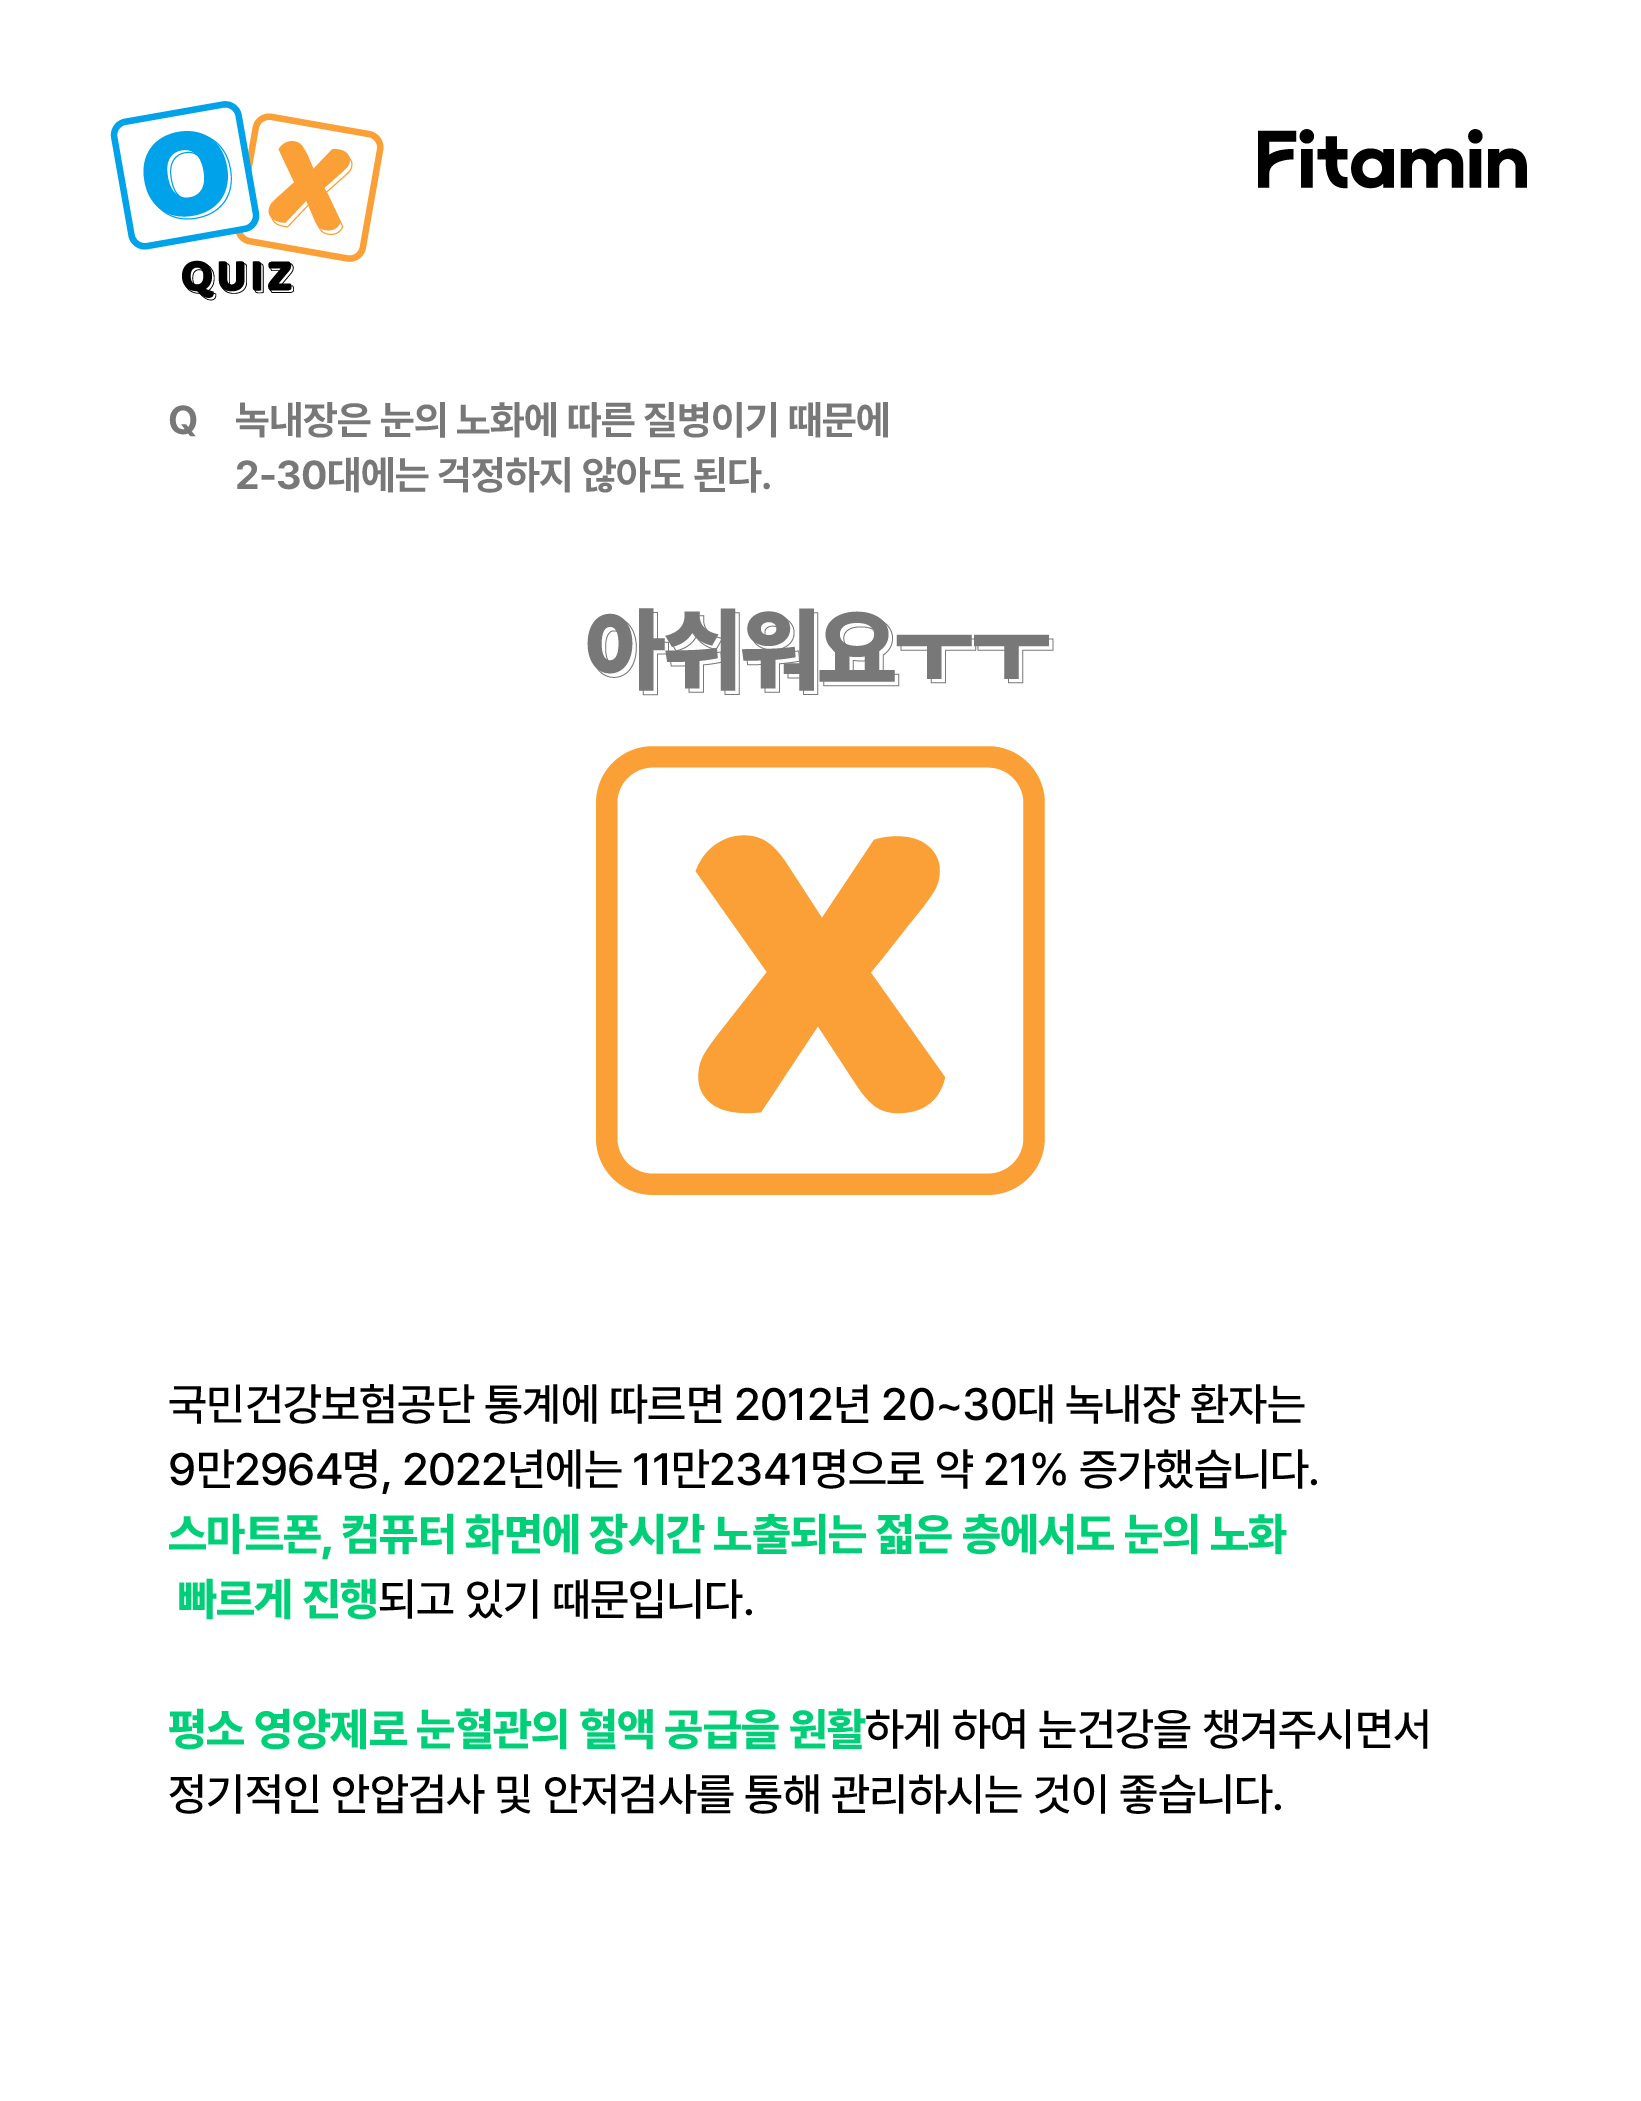 O X
QUIZ
Fitamin
Q 녹내장은 눈의 노화에 따른 질병이기 때문에
2-30대에는 걱정하지 않아도 된다.
아쉬워요ㅜㅜ
X
국민건강보험공단 통계에 따르면 2012년 20~30대 녹내장 환자는
9만2964명, 2022년에는 11만2341명으로 약 21% 증가했습니다.
스마트폰, 컴퓨터 화면에 장시간 노출되는 젊은 층에서도 눈의 노화
빠르게 진행되고 있기 때문입니다.
평소 영양제로 눈혈관의 혈액 공급을 원활하게 하여 눈건강을 챙겨주시면서
정기적인 안압검사 및 안저검사를 통해 관리하시는 것이 좋습니다.